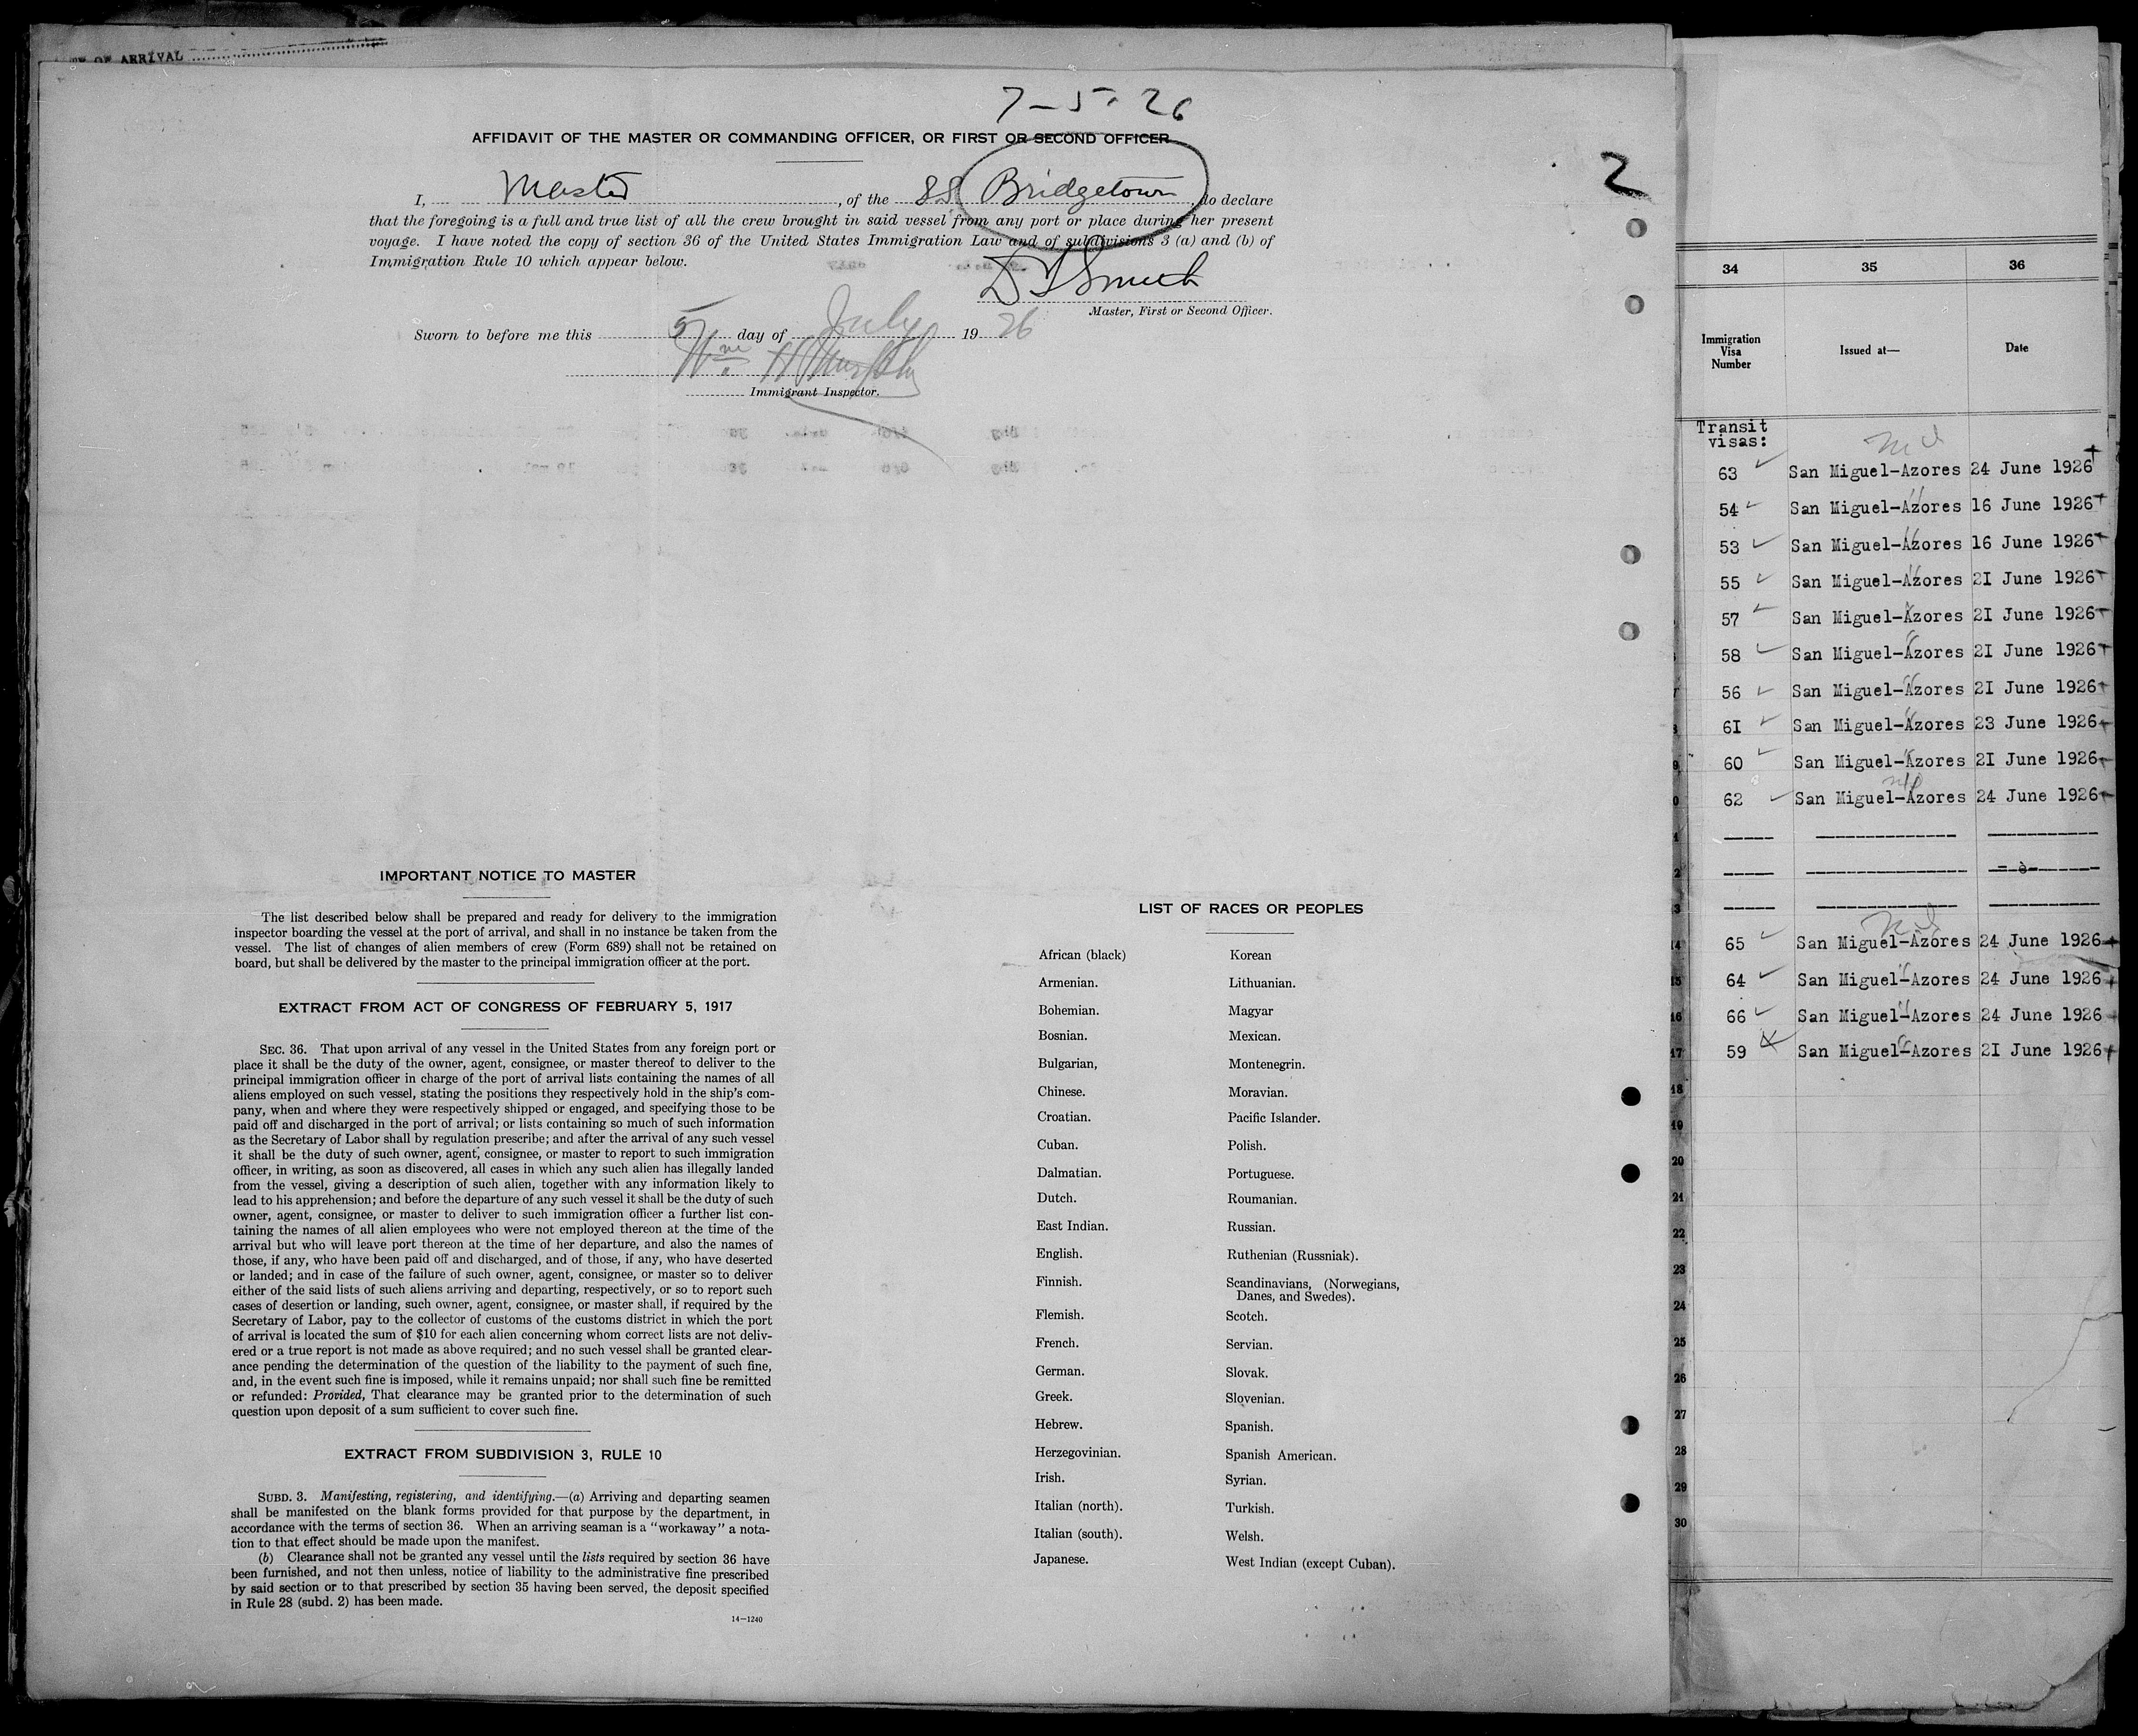 OF ARRIVAL
7-5-26
AFFIDAVIT OF THE MASTER OR COMMANDING OFFICER, OR FIRST OR SECOND OFFICER
2
I, Master, of the SS Bridgetown, do declare
that the foregoing is a full and true list of all the crew brought in said vessel from any port or place during her present
voyage. I have noted the copy of section 36 of the United States Immigration Law and of subdivisions 3 (a) and (b) of
Immigration Rule 10 which appear below.
D Smith
Master, First or Second Officer.
Sworn to before me this 5 day of July 1926
Wm H Murphy
Immigrant Inspector.
IMPORTANT NOTICE TO MASTER
The list described below shall be prepared and ready for delivery to the immigration
inspector boarding the vessel at the port of arrival, and shall in no instance be taken from the
vessel. The list of changes of alien members of crew (Form 689) shall not be retained on
board, but shall be delivered by the master to the principal immigration officer at the port.
EXTRACT FROM ACT OF CONGRESS OF FEBRUARY 5, 1917
SEC. 36. That upon arrival of any vessel in the United States from any foreign port or
place it shall be the duty of the owner, agent, consignee, or master thereof to deliver to the
principal immigration officer in charge of the port of arrival lists containing the names of all
aliens employed on such vessel, stating the positions they respectively hold in the ship's com-
pany, when and where they were respectively shipped or engaged, and specifying those to be
paid off and discharged in the port of arrival; or lists containing so much of such information
as the Secretary of Labor shall by regulation prescribe; and after the arrival of any such vessel
it shall be the duty of such owner, agent, consignee, or master to report to such immigration
officer, in writing, as soon as discovered, all cases in which any such alien has illegally landed
from the vessel, giving a description of such alien, together with any information likely to
lead to his apprehension; and before the departure of any such vessel it shall be the duty of such
owner, agent, consignee, or master to deliver to such immigration officer a further list con-
taining the names of all alien employees who were not employed thereon at the time of the
arrival but who will leave port thereon at the time of her departure, and also the names of
those, if any, who have been paid off and discharged, and of those, if any, who have deserted
or landed; and in case of the failure of such owner, agent, consignee, or master so to deliver
either of the said lists of such aliens arriving and departing, respectively, or so to report such
cases of desertion or landing, such owner, agent, consignee, or master shall, if required by the
Secretary of Labor, pay to the collector of customs of the customs district in which the port
of arrival is located the sum of $10 for each alien concerning whom correct lists are not deliv-
ered or a true report is not made as above required; and no such vessel shall be granted clear-
ance pending the determination of the question of the liability to the payment of such fine,
and, in the event such fine is imposed, while it remains unpaid; nor shall such fine be remitted
or refunded: Provided, That clearance may be granted prior to the determination of such
question upon deposit of a sum sufficient to cover such fine.
EXTRACT FROM SUBDIVISION 3, RULE 10
SUBD. 3. Manifesting, registering, and identifying.—(a) Arriving and departing seamen
shall be manifested on the blank forms provided for that purpose by the department, in
accordance with the terms of section 36. When an arriving seaman is a "workaway" a nota-
tion to that effect should be made upon the manifest.
(b) Clearance shall not be granted any vessel until the lists required by section 36 have
been furnished, and not then unless, notice of liability to the administrative fine prescribed
by said section or to that prescribed by section 35 having been served, the deposit specified
in Rule 28 (subd. 2) has been made.
14—1240
LIST OF RACES OR PEOPLES
African (black)
Armenian.
Bohemian.
Bosnian.
Bulgarian,
Chinese.
Croatian.
Cuban.
Dalmatian.
Dutch.
East Indian.
English.
Finnish.
Flemish.
French.
German.
Greek.
Hebrew.
Herzegovinian.
Irish.
Italian (north).
Italian (south).
Japanese.
Korean
Lithuanian.
Magyar
Mexican.
Montenegrin.
Moravian.
Pacific Islander.
Polish.
Portuguese.
Roumanian.
Russian.
Ruthenian (Russniak).
Scandinavians, (Norwegians,
Danes, and Swedes).
Scotch.
Servian.
Slovak.
Slovenian.
Spanish.
Spanish American.
Syrian.
Turkish.
Welsh.
West Indian (except Cuban).
34 35 36
Immigration Visa Number Issued at— Date
Transit
visas:
63 San Miguel-Azores 24 June 1926
54 San Miguel-Azores 16 June 1926
53 San Miguel-Azores 16 June 1926
55 San Miguel-Azores 2I June 1926
57 San Miguel-Azores 2I June 1926
58 San Miguel-Azores 2I June 1926
56 San Miguel-Azores 2I June 1926
6I San Miguel-Azores 23 June 1926
60 San Miguel-Azores 2I June 1926
62 San Miguel-Azores 24 June 1926
14 65 San Miguel-Azores 24 June 1926
15 64 San Miguel-Azores 24 June 1926
16 66 San Miguel-Azores 24 June 1926
17 59 San Miguel-Azores 2I June 1926
18
19
20
21
22
23
24
25
26
27
28
29
30